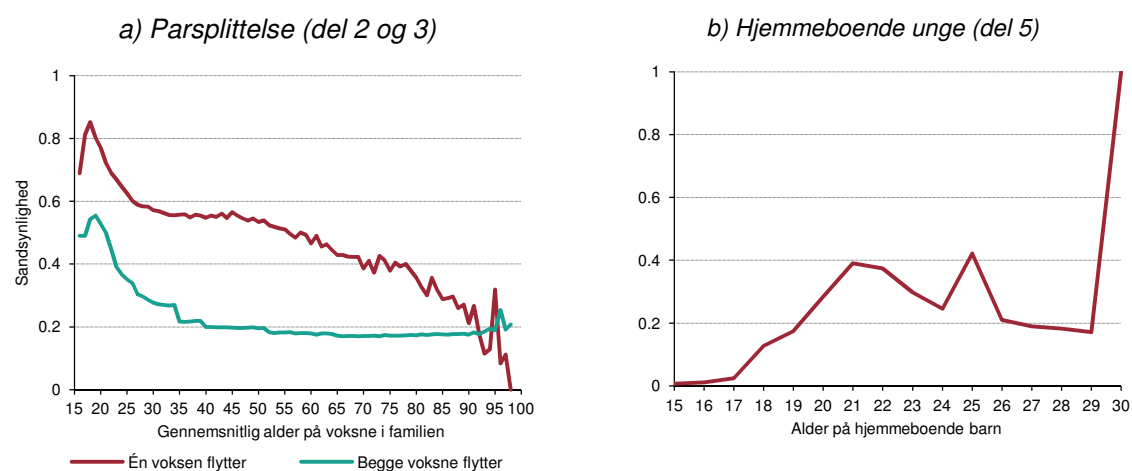 a) Parsplittelse (del 2 og 3)
Sandsynlighed
1
0.8
0.6
0.4
0.2
0
15 20 25 30 35 40 45 50 55 60 65 70 75 80 85 90 95 100
Gennemsnitlig alder på voksne i familien
Én voksen flytter Begge voksne flytter
b) Hjemmeboende unge (del 5)
1
0.8
0.6
0.4
0.2
0
15 16 17 18 19 20 21 22 23 24 25 26 27 28 29 30
Alder på hjemmeboende barn